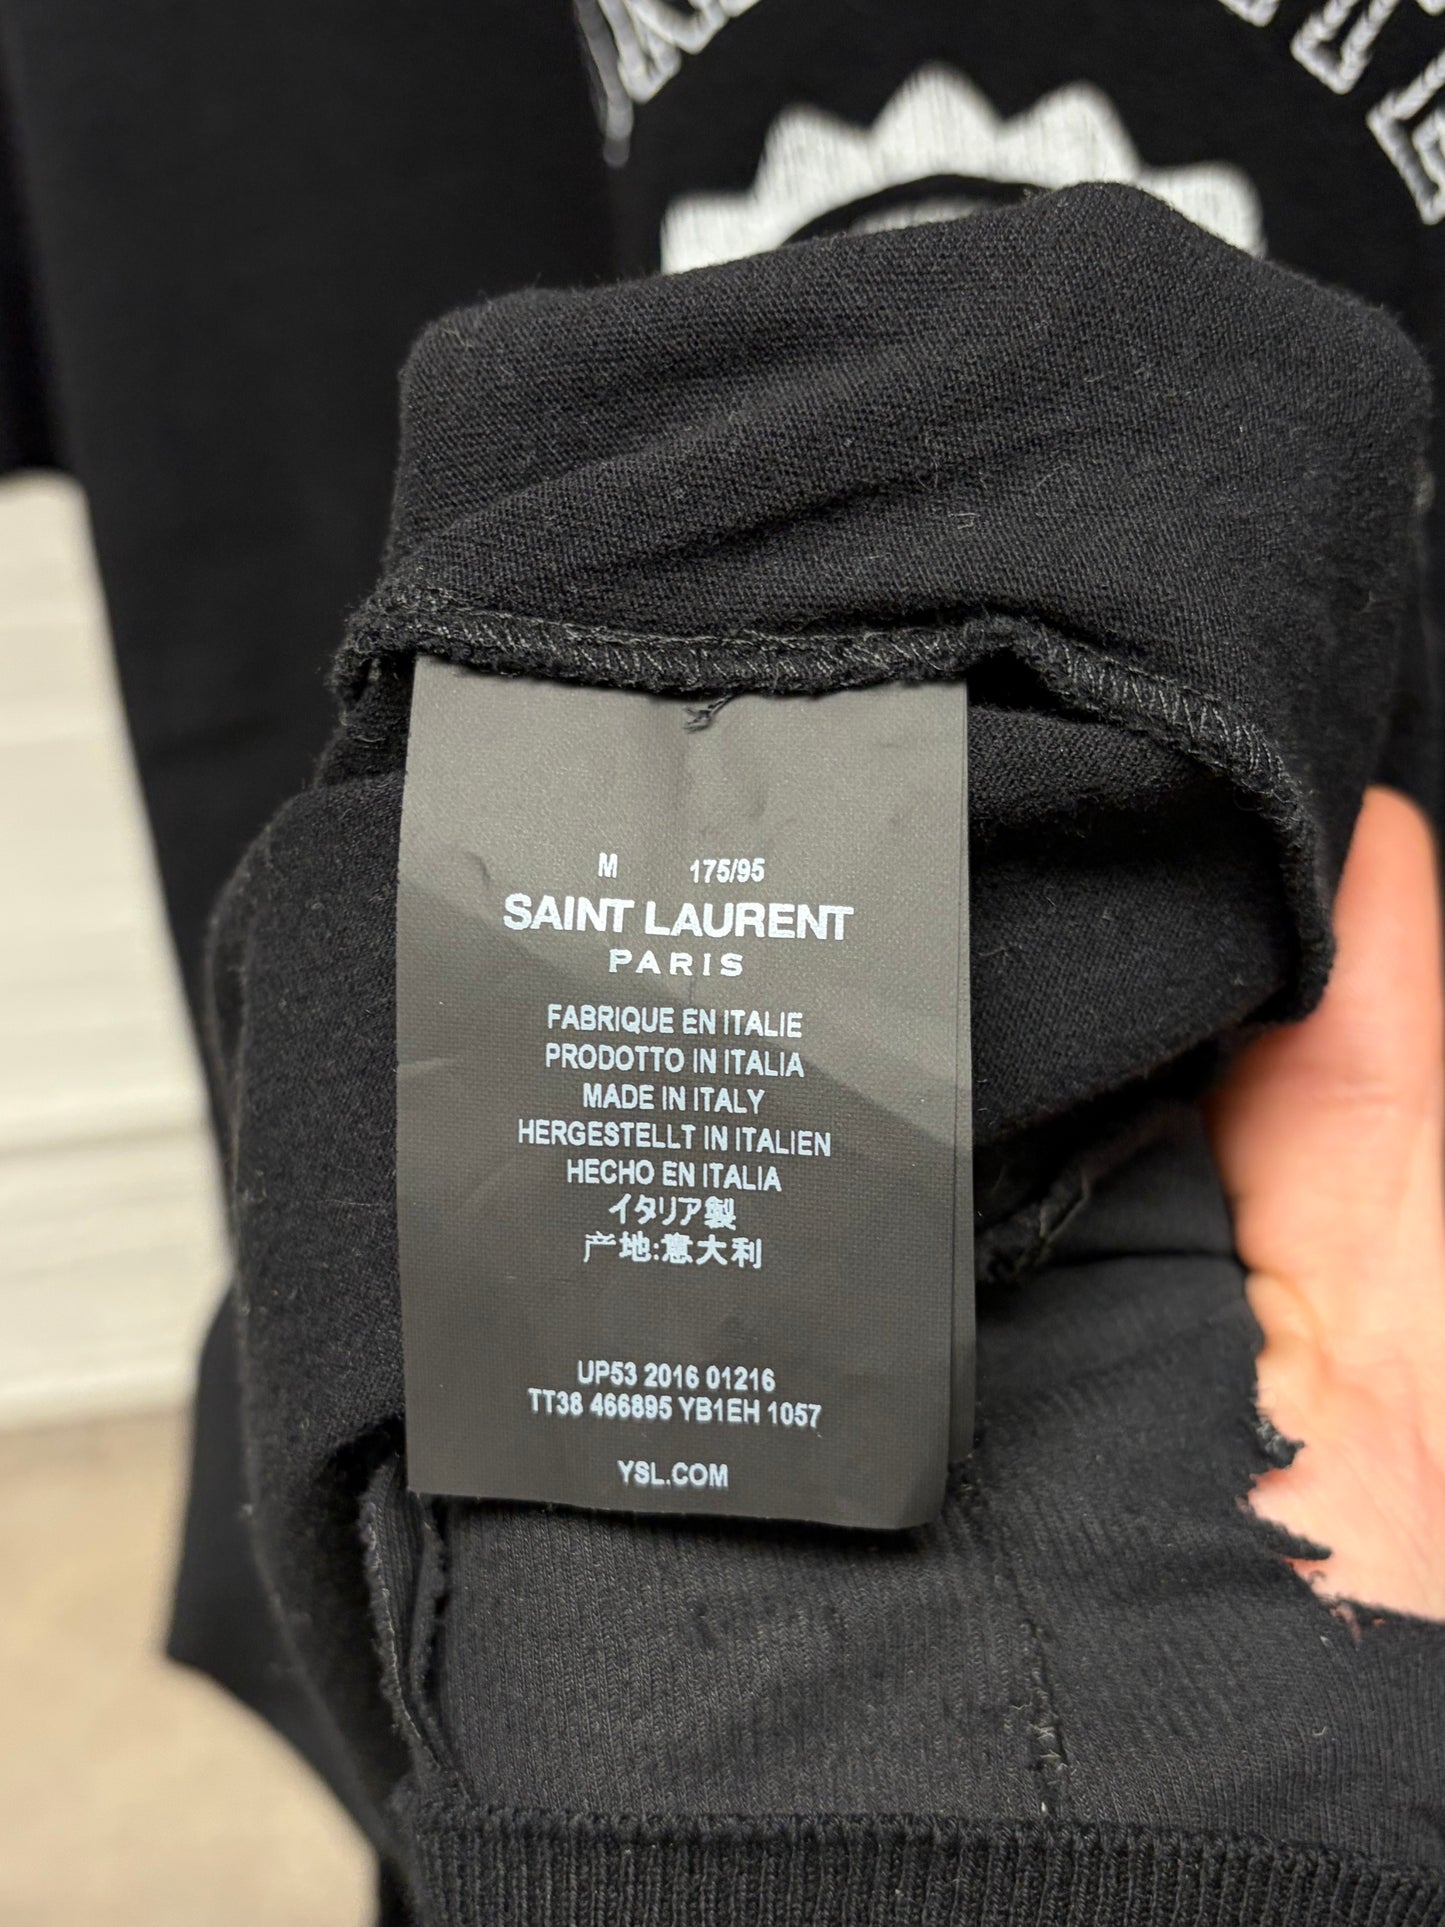 M 175/95
SAINT LAURENT
PARIS
FABRIQUE EN ITALIE
PRODOTTO IN ITALIA
MADE IN ITALY
HERGESTELLT IN ITALIEN
HECHO EN ITALIA
イタリア製
产地:意大利
UP53 2016 01216
TT38 466895 YB1EH 1057
YSL.COM